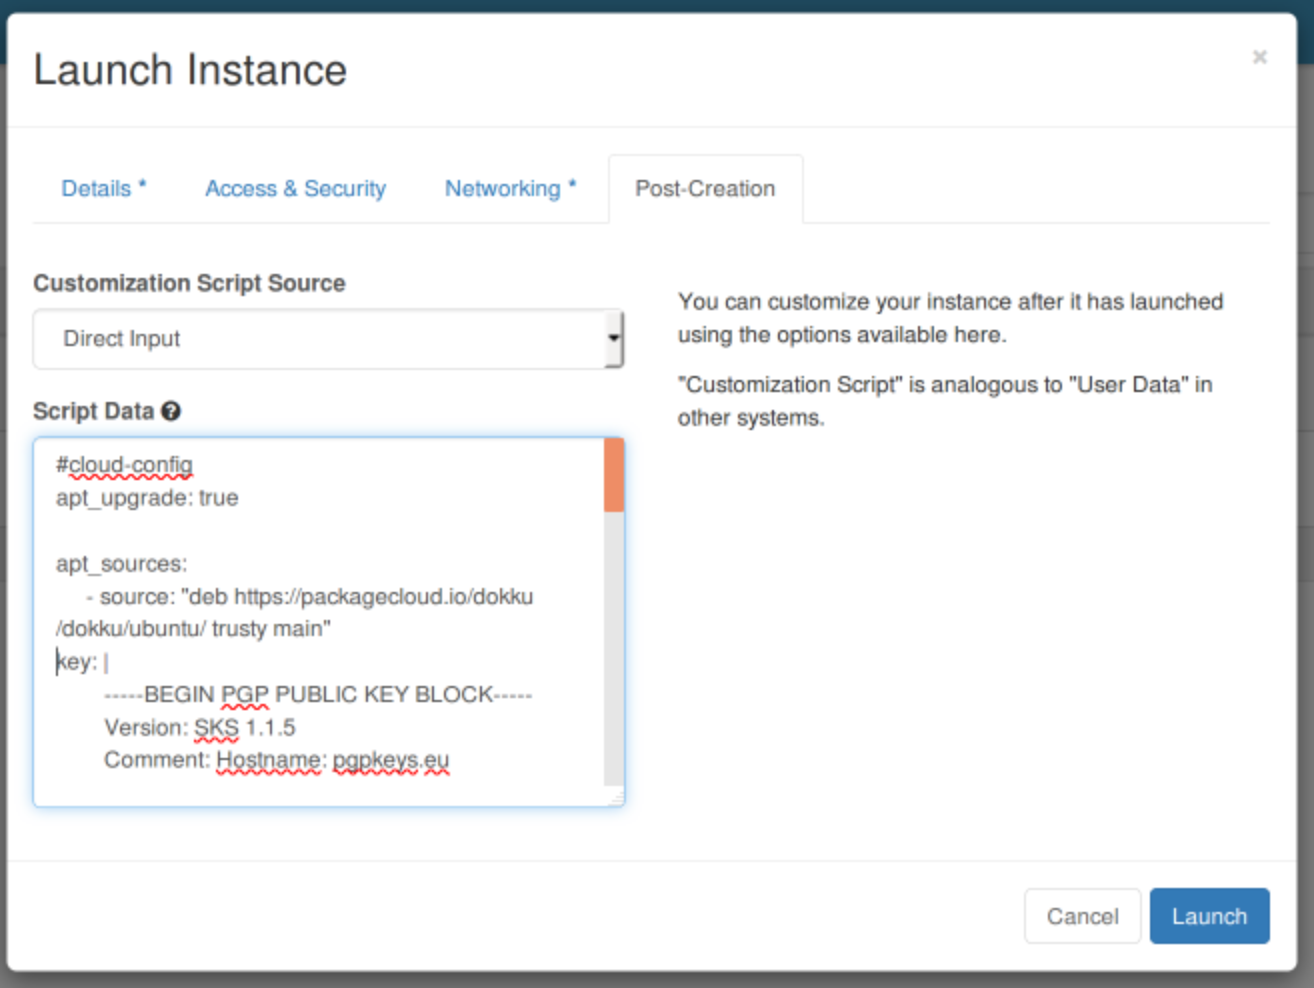 Launch Instance
×
Details *
Access & Security
Networking *
Post-Creation
Customization Script Source
Direct Input
Script Data ?
#cloud-config
apt_upgrade: true
apt_sources:
- source: "deb https://packagecloud.io/dokku
/dokku/ubuntu/ trusty main"
key: |
-----BEGIN PGP PUBLIC KEY BLOCK-----
Version: SKS 1.1.5
Comment: Hostname: pgpkeys.eu
You can customize your instance after it has launched
using the options available here.
"Customization Script" is analogous to "User Data" in
other systems.
Cancel
Launch